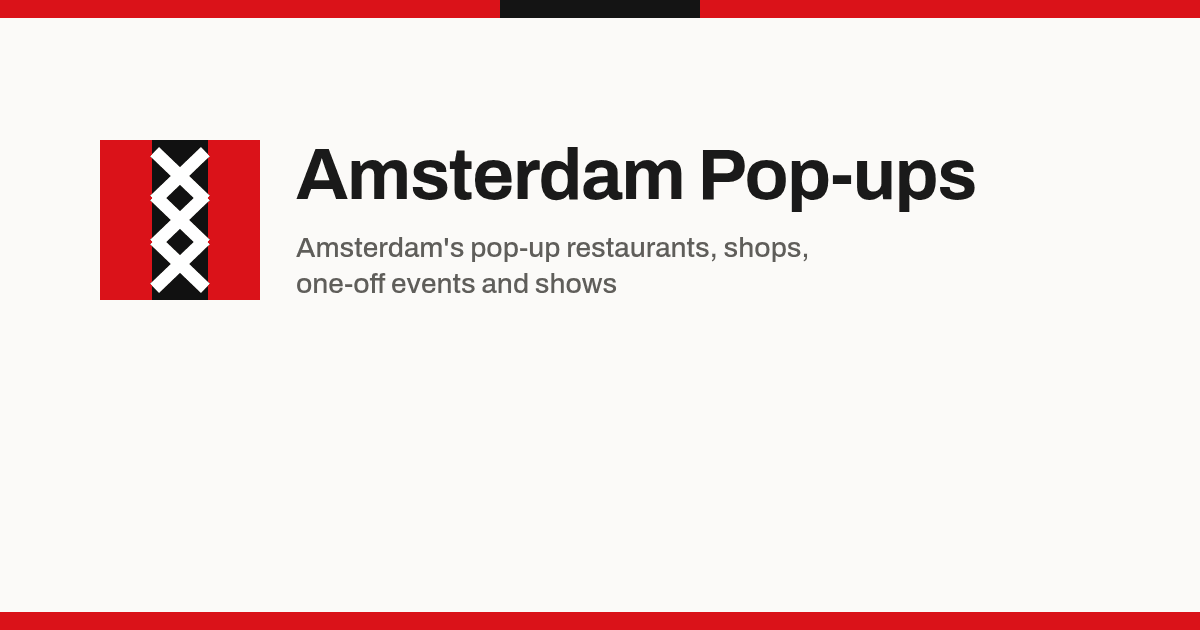 Amsterdam Pop-ups
Amsterdam's pop-up restaurants, shops,
one-off events and shows